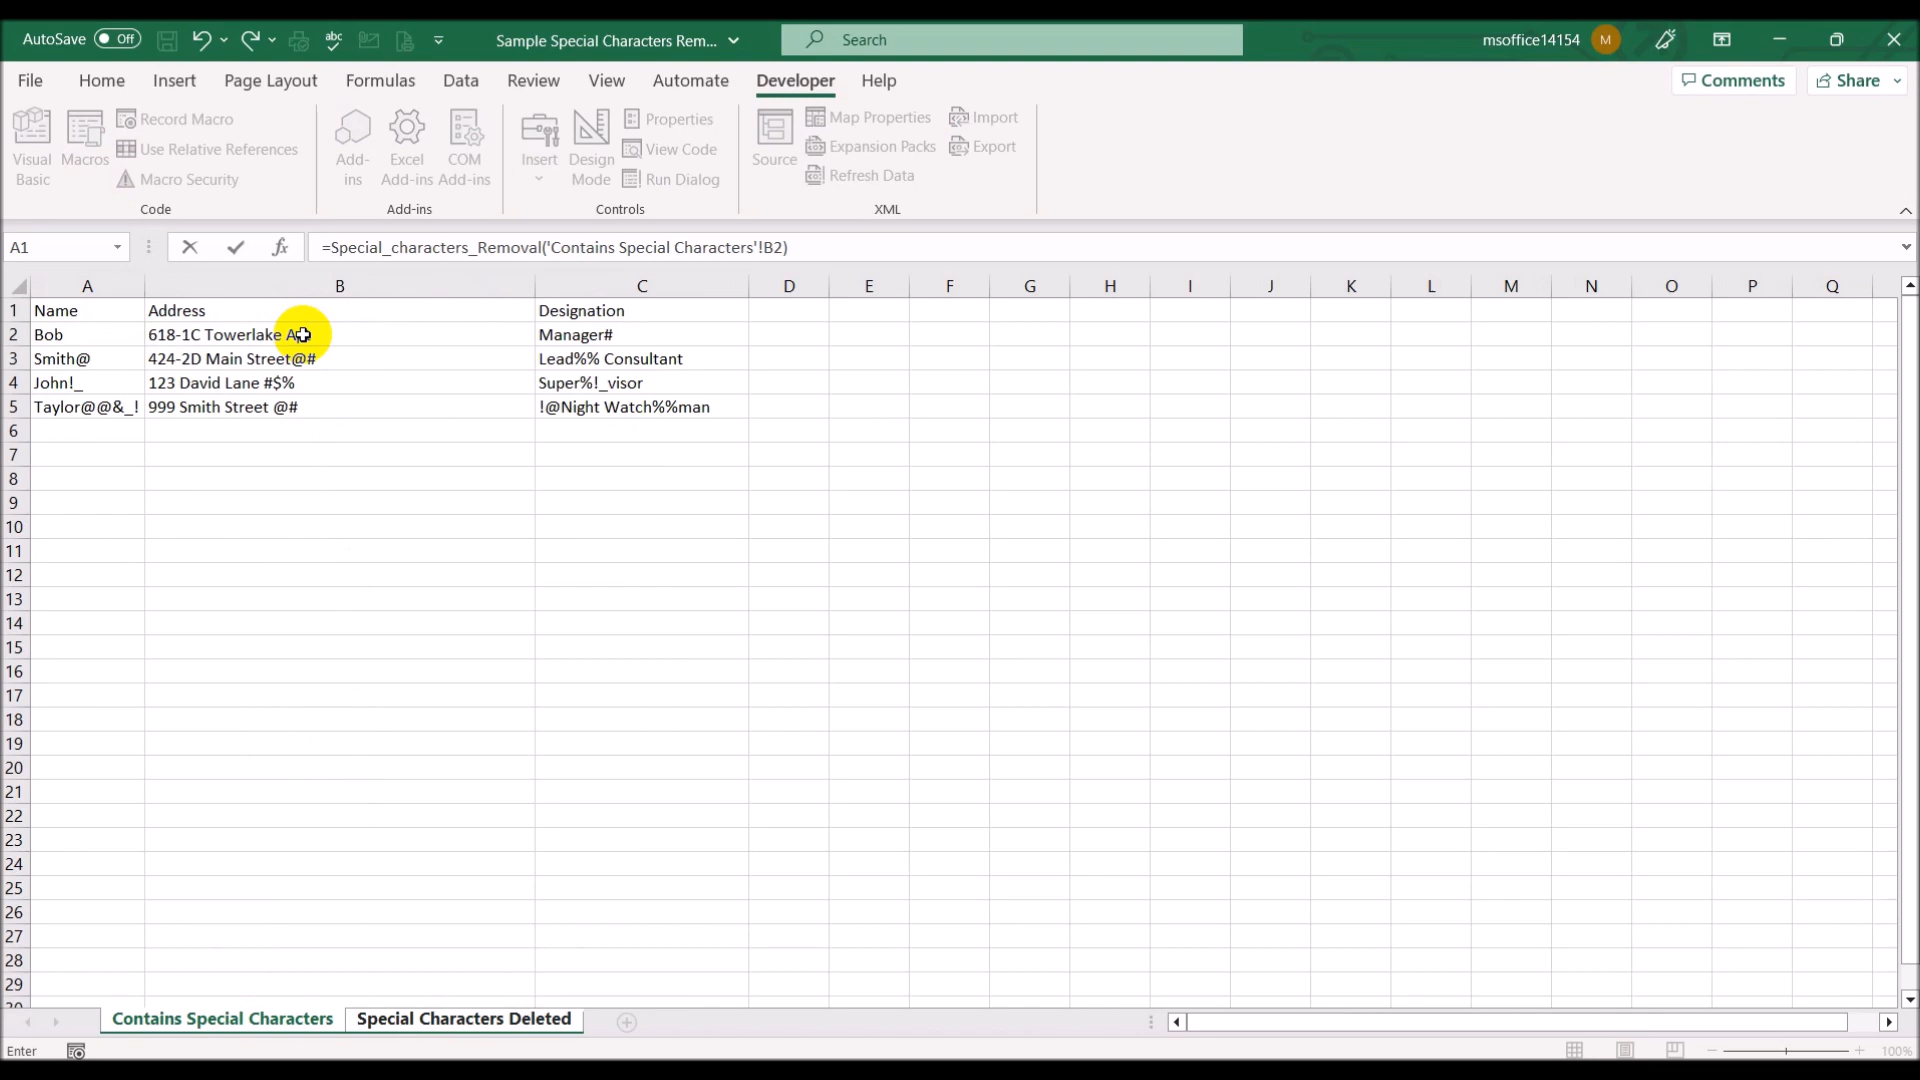 AutoSave Off abc Sample Special Characters Rem... Search msoffice14154 M
File Home Insert Page Layout Formulas Data Review View Automate Developer Help Comments Share
Visual Basic Macros Record Macro Use Relative References Macro Security Code
Add-ins Excel Add-ins COM Add-ins Add-ins
Insert Design Mode Properties View Code Run Dialog Controls
Source Map Properties Expansion Packs Refresh Data Import Export XML
A1 fx =Special_characters_Removal('Contains Special Characters'!B2)
A B C D E F G H I J K L M N O P Q
1 Name Address Designation
2 Bob 618-1C Towerlake Manager#
3 Smith@ 424-2D Main Street@# Lead%% Consultant
4 John!_ 123 David Lane #$% Super%!_visor
5 Taylor@@&_! 999 Smith Street @# !@Night Watch%%man
6
7
8
9
10
11
12
13
14
15
16
17
18
19
20
21
22
23
24
25
26
27
28
29
Contains Special Characters Special Characters Deleted
Enter 100%